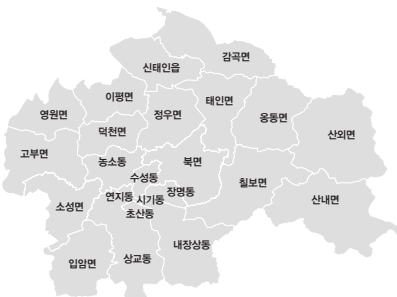 감곡면
신태인읍
이평면
태인면
영원면
정우면
옹동면
덕천면
산외면
고부면
농소동
북면
수성동
칠보면
장명동
연지동
시기동
산내면
소성면
초산동
내장상동
상교동
입암면